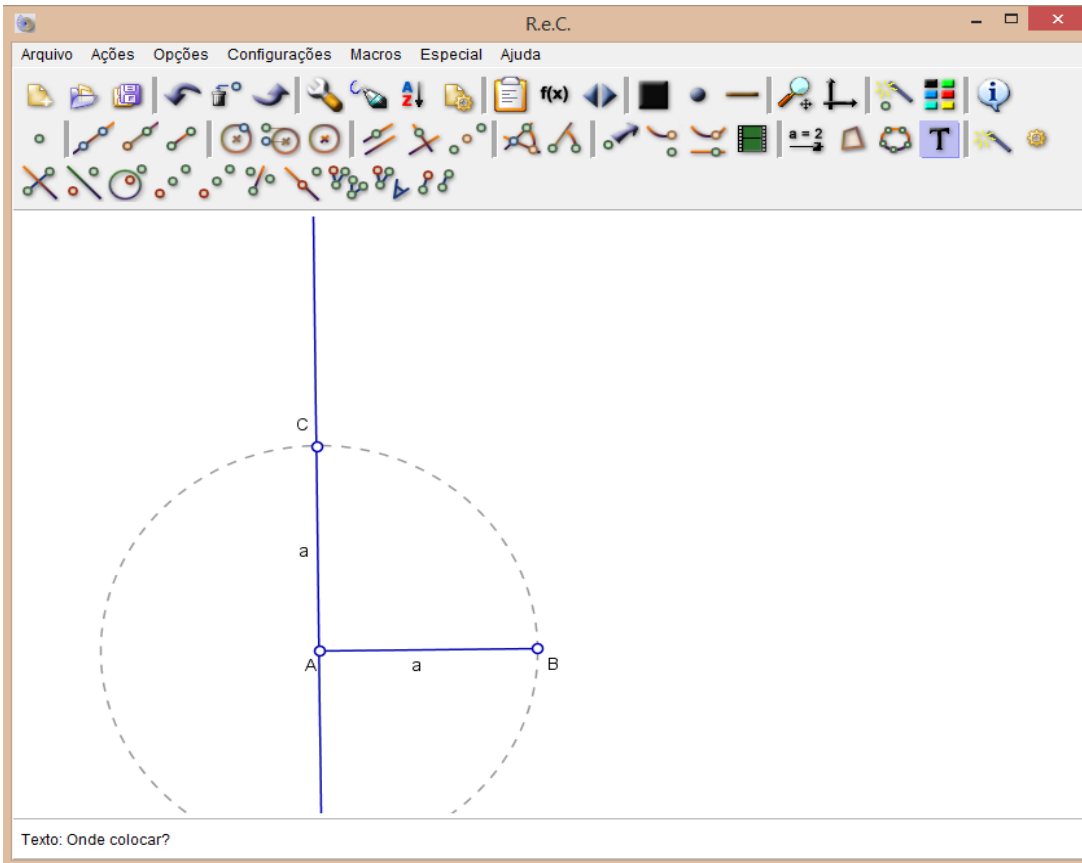 R.e.C.
Arquivo Ações Opções Configurações Macros Especial Ajuda
A Z f(x) i
a = 2 T
C
a
A a B
Texto: Onde colocar?